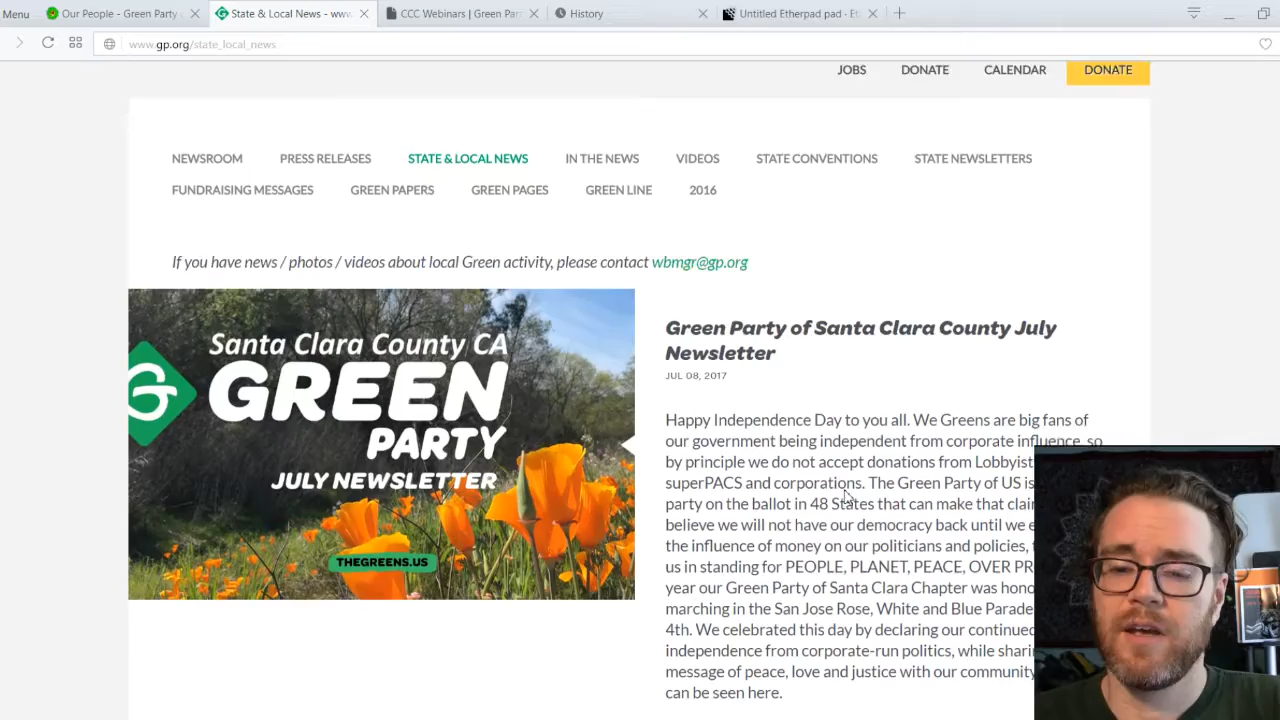 Menu
Our People - Green Party
State & Local News - www.
CCC Webinars | Green Par
History
Untitled Etherpad pad - Et
www.gp.org/state_local_news
JOBS DONATE CALENDAR DONATE
NEWSROOM PRESS RELEASES STATE & LOCAL NEWS IN THE NEWS VIDEOS STATE CONVENTIONS STATE NEWSLETTERS
FUNDRAISING MESSAGES GREEN PAPERS GREEN PAGES GREEN LINE 2016
If you have news / photos / videos about local Green activity, please contact wbmgr@gp.org
Santa Clara County CA
GREEN
PARTY
JULY NEWSLETTER
THEGREENS.US
Green Party of Santa Clara County July
Newsletter
JUL 08, 2017
Happy Independence Day to you all. We Greens are big fans of
our government being independent from corporate influence, so
by principle we do not accept donations from Lobbyist
superPACS and corporations. The Green Party of US is
party on the ballot in 48 States that can make that clai
believe we will not have our democracy back until we e
the influence of money on our politicians and policies,
us in standing for PEOPLE, PLANET, PEACE, OVER PR
year our Green Party of Santa Clara Chapter was hono
marching in the San Jose Rose, White and Blue Parade
4th. We celebrated this day by declaring our continued
independence from corporate-run politics, while shari
message of peace, love and justice with our community
can be seen here.